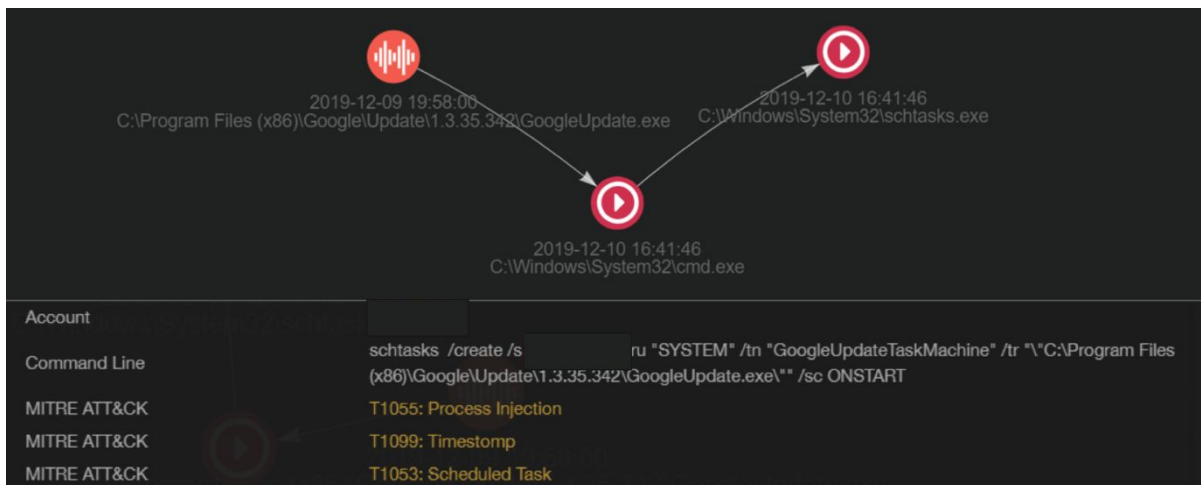 2019-12-09 19:58:00
C:\Program Files (x86)\Google\Update\1.3.35.342\GoogleUpdate.exe
2019-12-10 16:41:46
C:\Windows\System32\schtasks.exe
2019-12-10 16:41:46
C:\Windows\System32\cmd.exe
Account
Command Line
schtasks /create /s ru "SYSTEM" /tn "GoogleUpdateTaskMachine" /tr "\"C:\Program Files
(x86)\Google\Update\1.3.35.342\GoogleUpdate.exe\"" /sc ONSTART
MITRE ATT&CK T1055: Process Injection
MITRE ATT&CK T1099: Timestomp
MITRE ATT&CK T1053: Scheduled Task